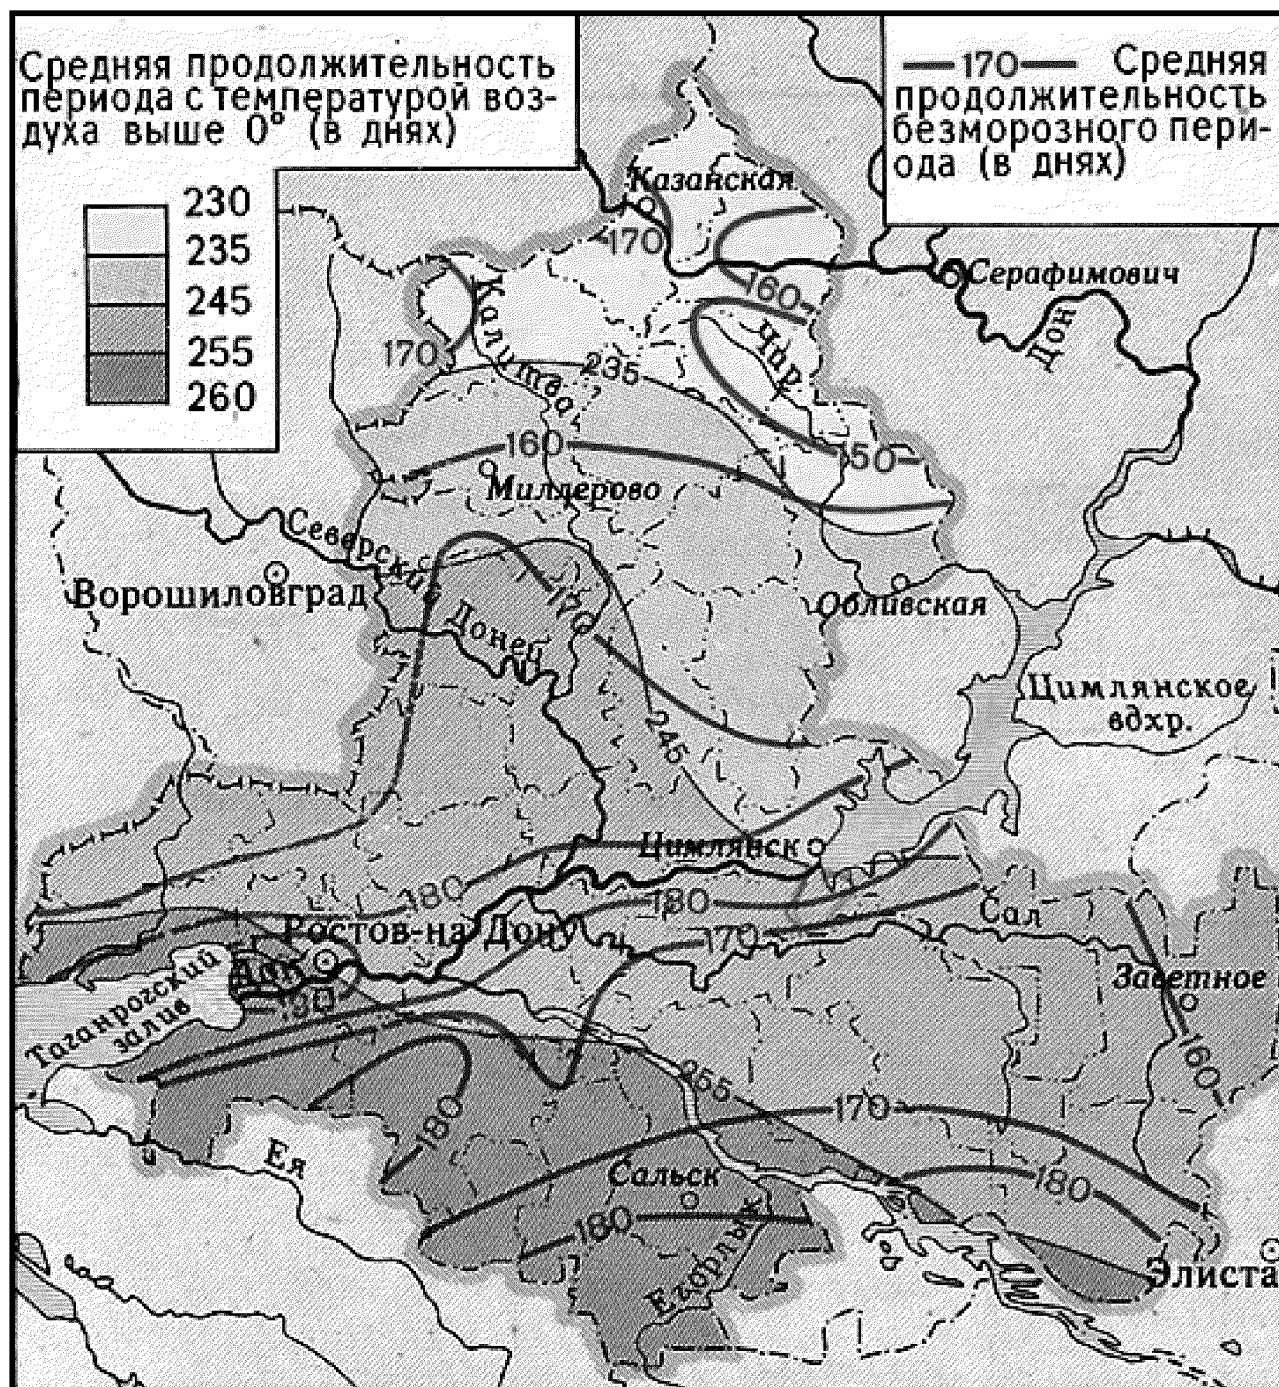 Средняя продолжительность
периода с температурой воз-
духа выше 0° (в днях)
230
235
245
255
260
170 Средняя
продолжительность
безморозного пери-
ода (в днях)
Казанская
170
160
Серафимович
Дон
Калитва
170
235
Чир
160
150
Миллерово
Северский Донец
Ворошиловград
170
Обливская
Цимлянское
вдхр.
245
Цимлянск
180
180
170
Сал
Ростов-на Дону
Дон
190
Таганрогский
залив
Заветное
160
255
170
180
Ея
Сальск
180
180
Егорлык
Элиста